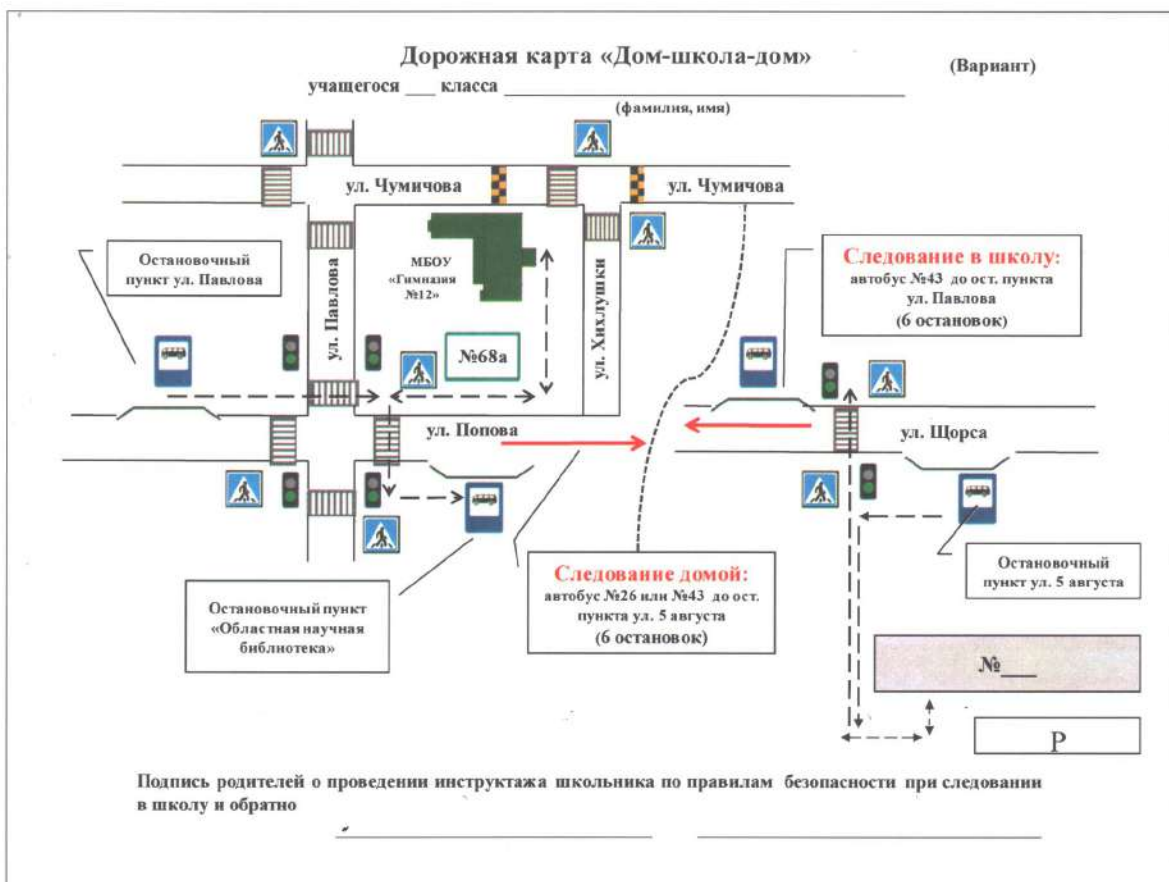 Дорожная карта «Дом-школа-дом»
(Вариант)
учащегося ___ класса ______________________________
(фамилия, имя)
ул. Чумичова
ул. Чумичова
Остановочный
пункт ул. Павлова
ул. Павлова
МБОУ
«Гимназия
№12»
ул. Хихлушки
№68а
Следование в школу:
автобус №43 до ост. пункта
ул. Павлова
(6 остановок)
ул. Попова
ул. Щорса
Остановочный пункт
«Областная научная
библиотека»
Следование домой:
автобус №26 или №43 до ост.
пункта ул. 5 августа
(6 остановок)
Остановочный
пункт ул. 5 августа
№___
Р
Подпись родителей о проведении инструктажа школьника по правилам безопасности при следовании
в школу и обратно